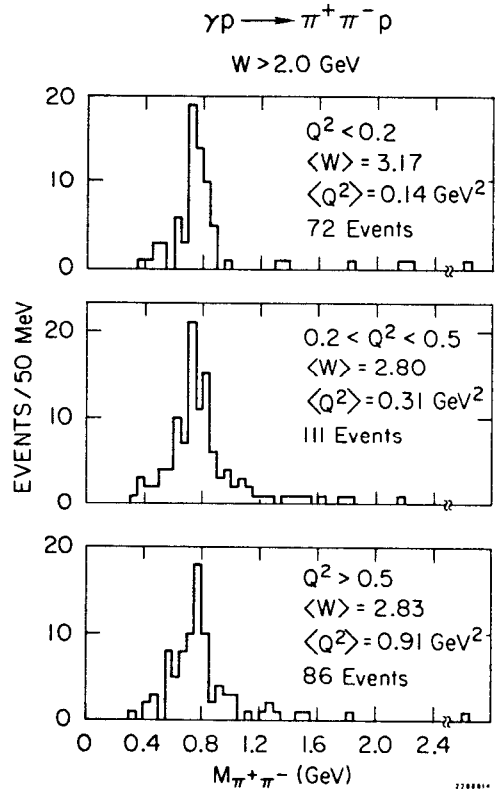 γp ⟶ π⁺ π⁻ p
W > 2.0 GeV
20
10
0
Q² < 0.2
⟨W⟩ = 3.17
⟨Q²⟩ = 0.14 GeV²
72 Events
EVENTS/50 MeV
20
10
0
0.2 < Q² < 0.5
⟨W⟩ = 2.80
⟨Q²⟩ = 0.31 GeV²
111 Events
20
10
0
Q² > 0.5
⟨W⟩ = 2.83
⟨Q²⟩ = 0.91 GeV²
86 Events
0 0.4 0.8 1.2 1.6 2.0 2.4
Mπ⁺π⁻ (GeV)